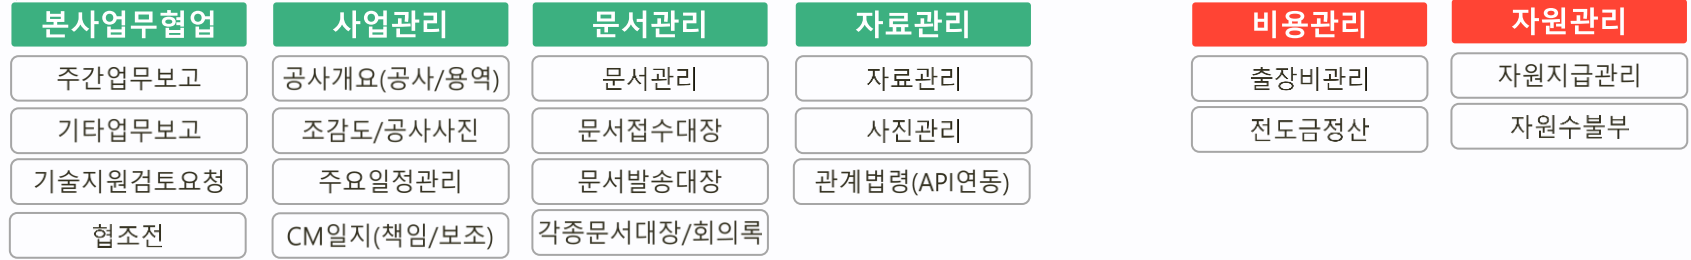 본사업무협업
주간업무보고
기타업무보고
기술지원검토요청
협조전
사업관리
공사개요(공사/용역)
조감도/공사사진
주요일정관리
CM일지(책임/보조)
문서관리
문서관리
문서접수대장
문서발송대장
각종문서대장/회의록
자료관리
자료관리
사진관리
관계법령(API연동)
비용관리
출장비관리
전도금정산
자원관리
자원지급관리
자원수불부